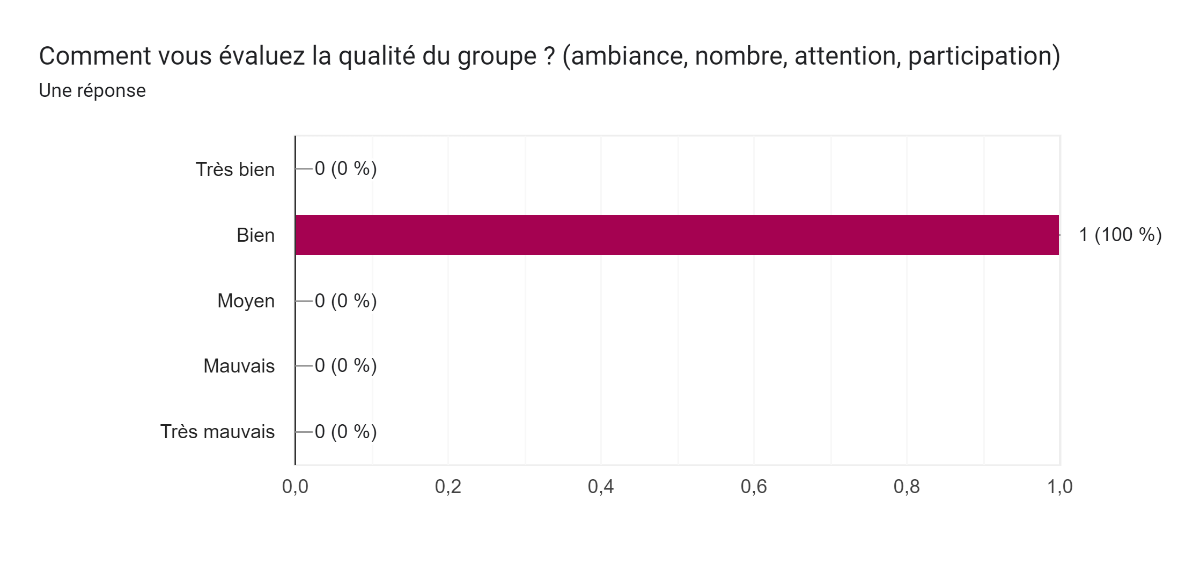 Comment vous évaluez la qualité du groupe ? (ambiance, nombre, attention, participation)
Une réponse
Très bien 0 (0 %)
Bien 1 (100 %)
Moyen 0 (0 %)
Mauvais 0 (0 %)
Très mauvais 0 (0 %)
0,0 0,2 0,4 0,6 0,8 1,0